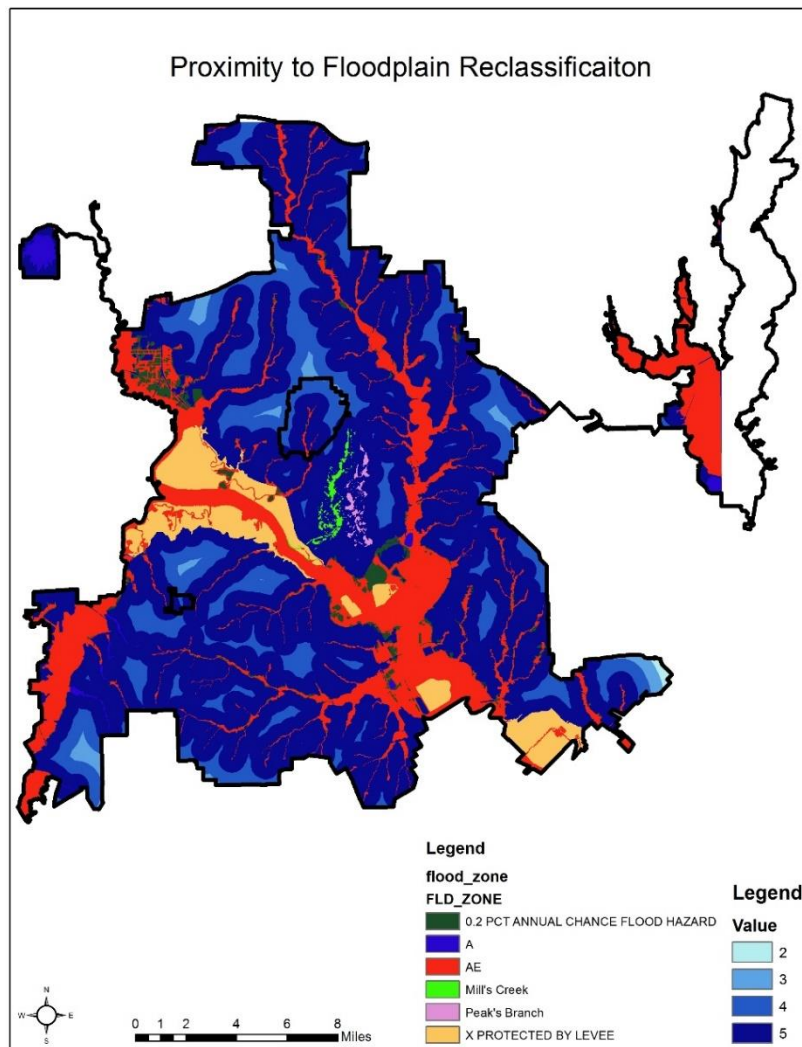 Proximity to Floodplain Reclassificaiton
Legend
flood_zone
FLD_ZONE
0.2 PCT ANNUAL CHANCE FLOOD HAZARD
A
AE
Mill's Creek
Peak's Branch
X PROTECTED BY LEVEE
Legend
Value
2
3
4
5
N
W E
S
0 1 2 4 6 8
Miles